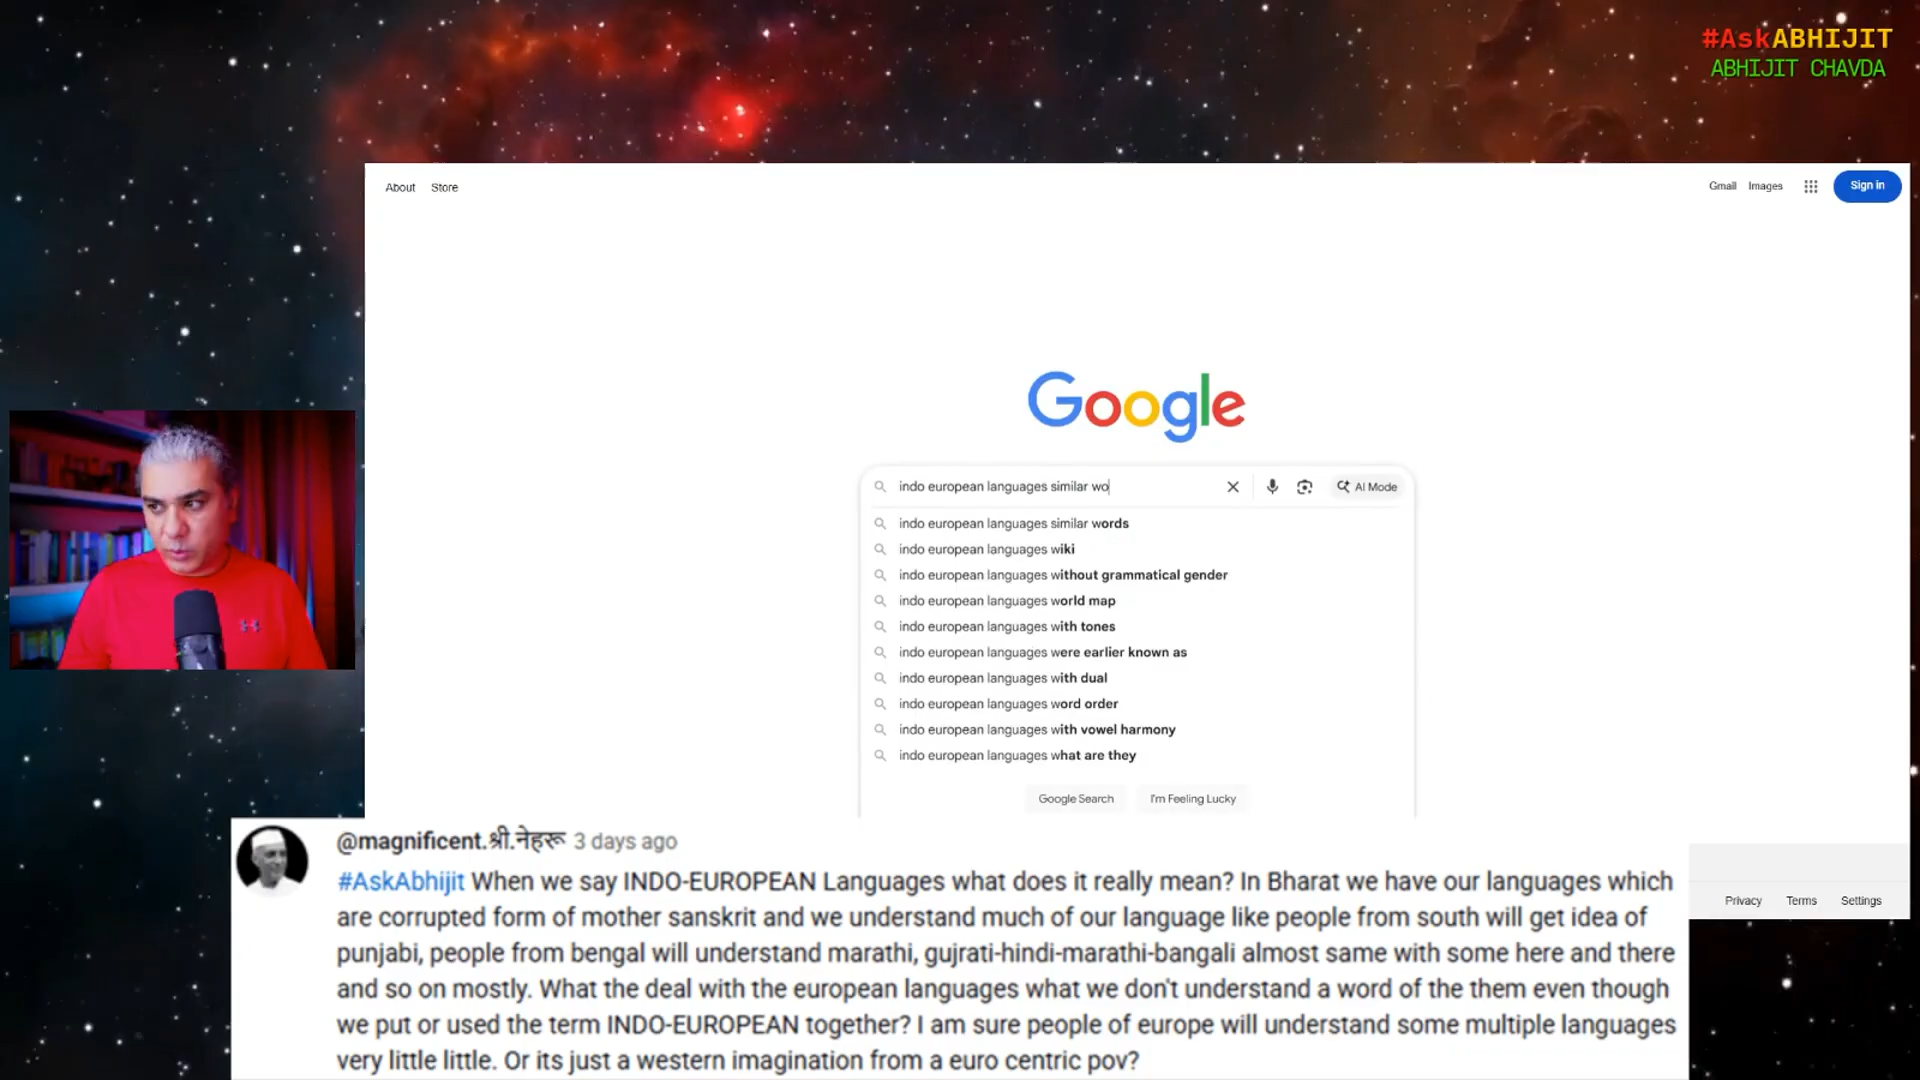 #AskABHIJIT
ABHIJIT CHAVDA
About Store
Gmail Images
Sign in
Google
indo european languages similar wo
AI Mode
indo european languages similar words
indo european languages wiki
indo european languages without grammatical gender
indo european languages world map
indo european languages with tones
indo european languages were earlier known as
indo european languages with dual
indo european languages word order
indo european languages with vowel harmony
indo european languages what are they
Google Search I'm Feeling Lucky
@magnificent.श्री.नेहरू 3 days ago
#AskAbhijit When we say INDO-EUROPEAN Languages what does it really mean? In Bharat we have our languages which
are corrupted form of mother sanskrit and we understand much of our language like people from south will get idea of
punjabi, people from bengal will understand marathi, gujrati-hindi-marathi-bangali almost same with some here and there
and so on mostly. What the deal with the european languages what we don't understand a word of the them even though
we put or used the term INDO-EUROPEAN together? I am sure people of europe will understand some multiple languages
very little little. Or its just a western imagination from a euro centric pov?
Privacy Terms Settings